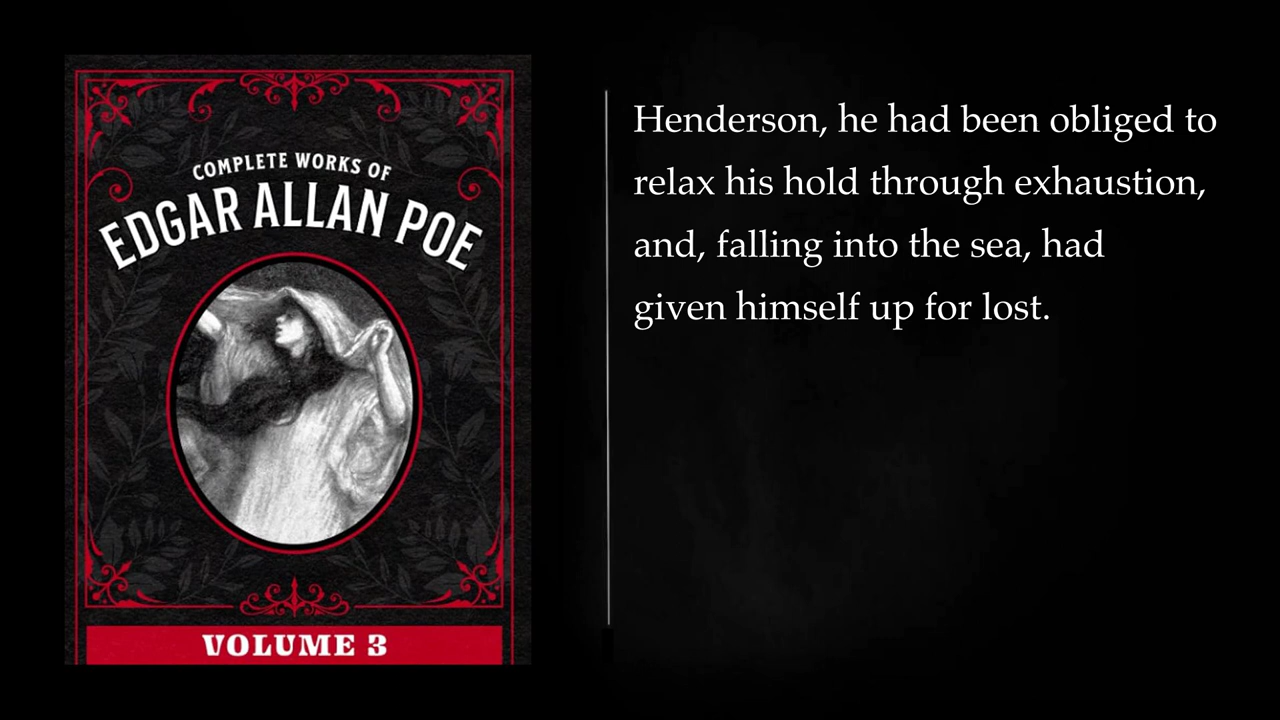 COMPLETE WORKS OF
EDGAR ALLAN POE
VOLUME 3
Henderson, he had been obliged to
relax his hold through exhaustion,
and, falling into the sea, had
given himself up for lost.